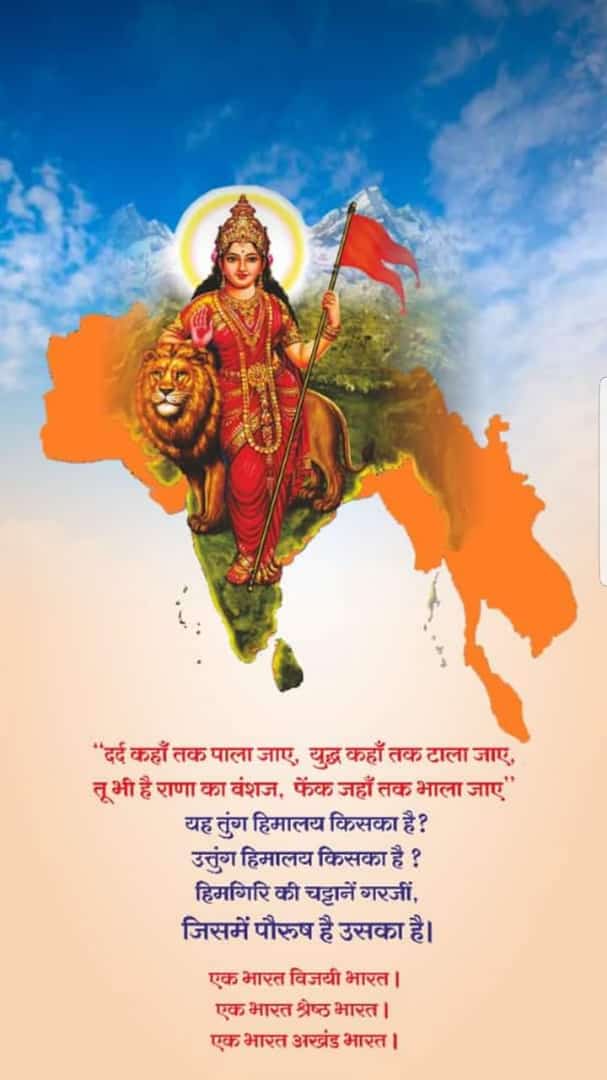 “दर्द कहाँ तक पाला जाए, युद्ध कहाँ तक टाला जाए,
तू भी है राणा का वंशज, फेंक जहाँ तक भाला जाए”
यह तुंग हिमालय किसका है?
उत्तुंग हिमालय किसका है ?
हिमगिरि की चट्टानें गरजीं,
जिसमें पौरूष है उसका है।
एक भारत विजयी भारत।
एक भारत श्रेष्ठ भारत।
एक भारत अखंड भारत।